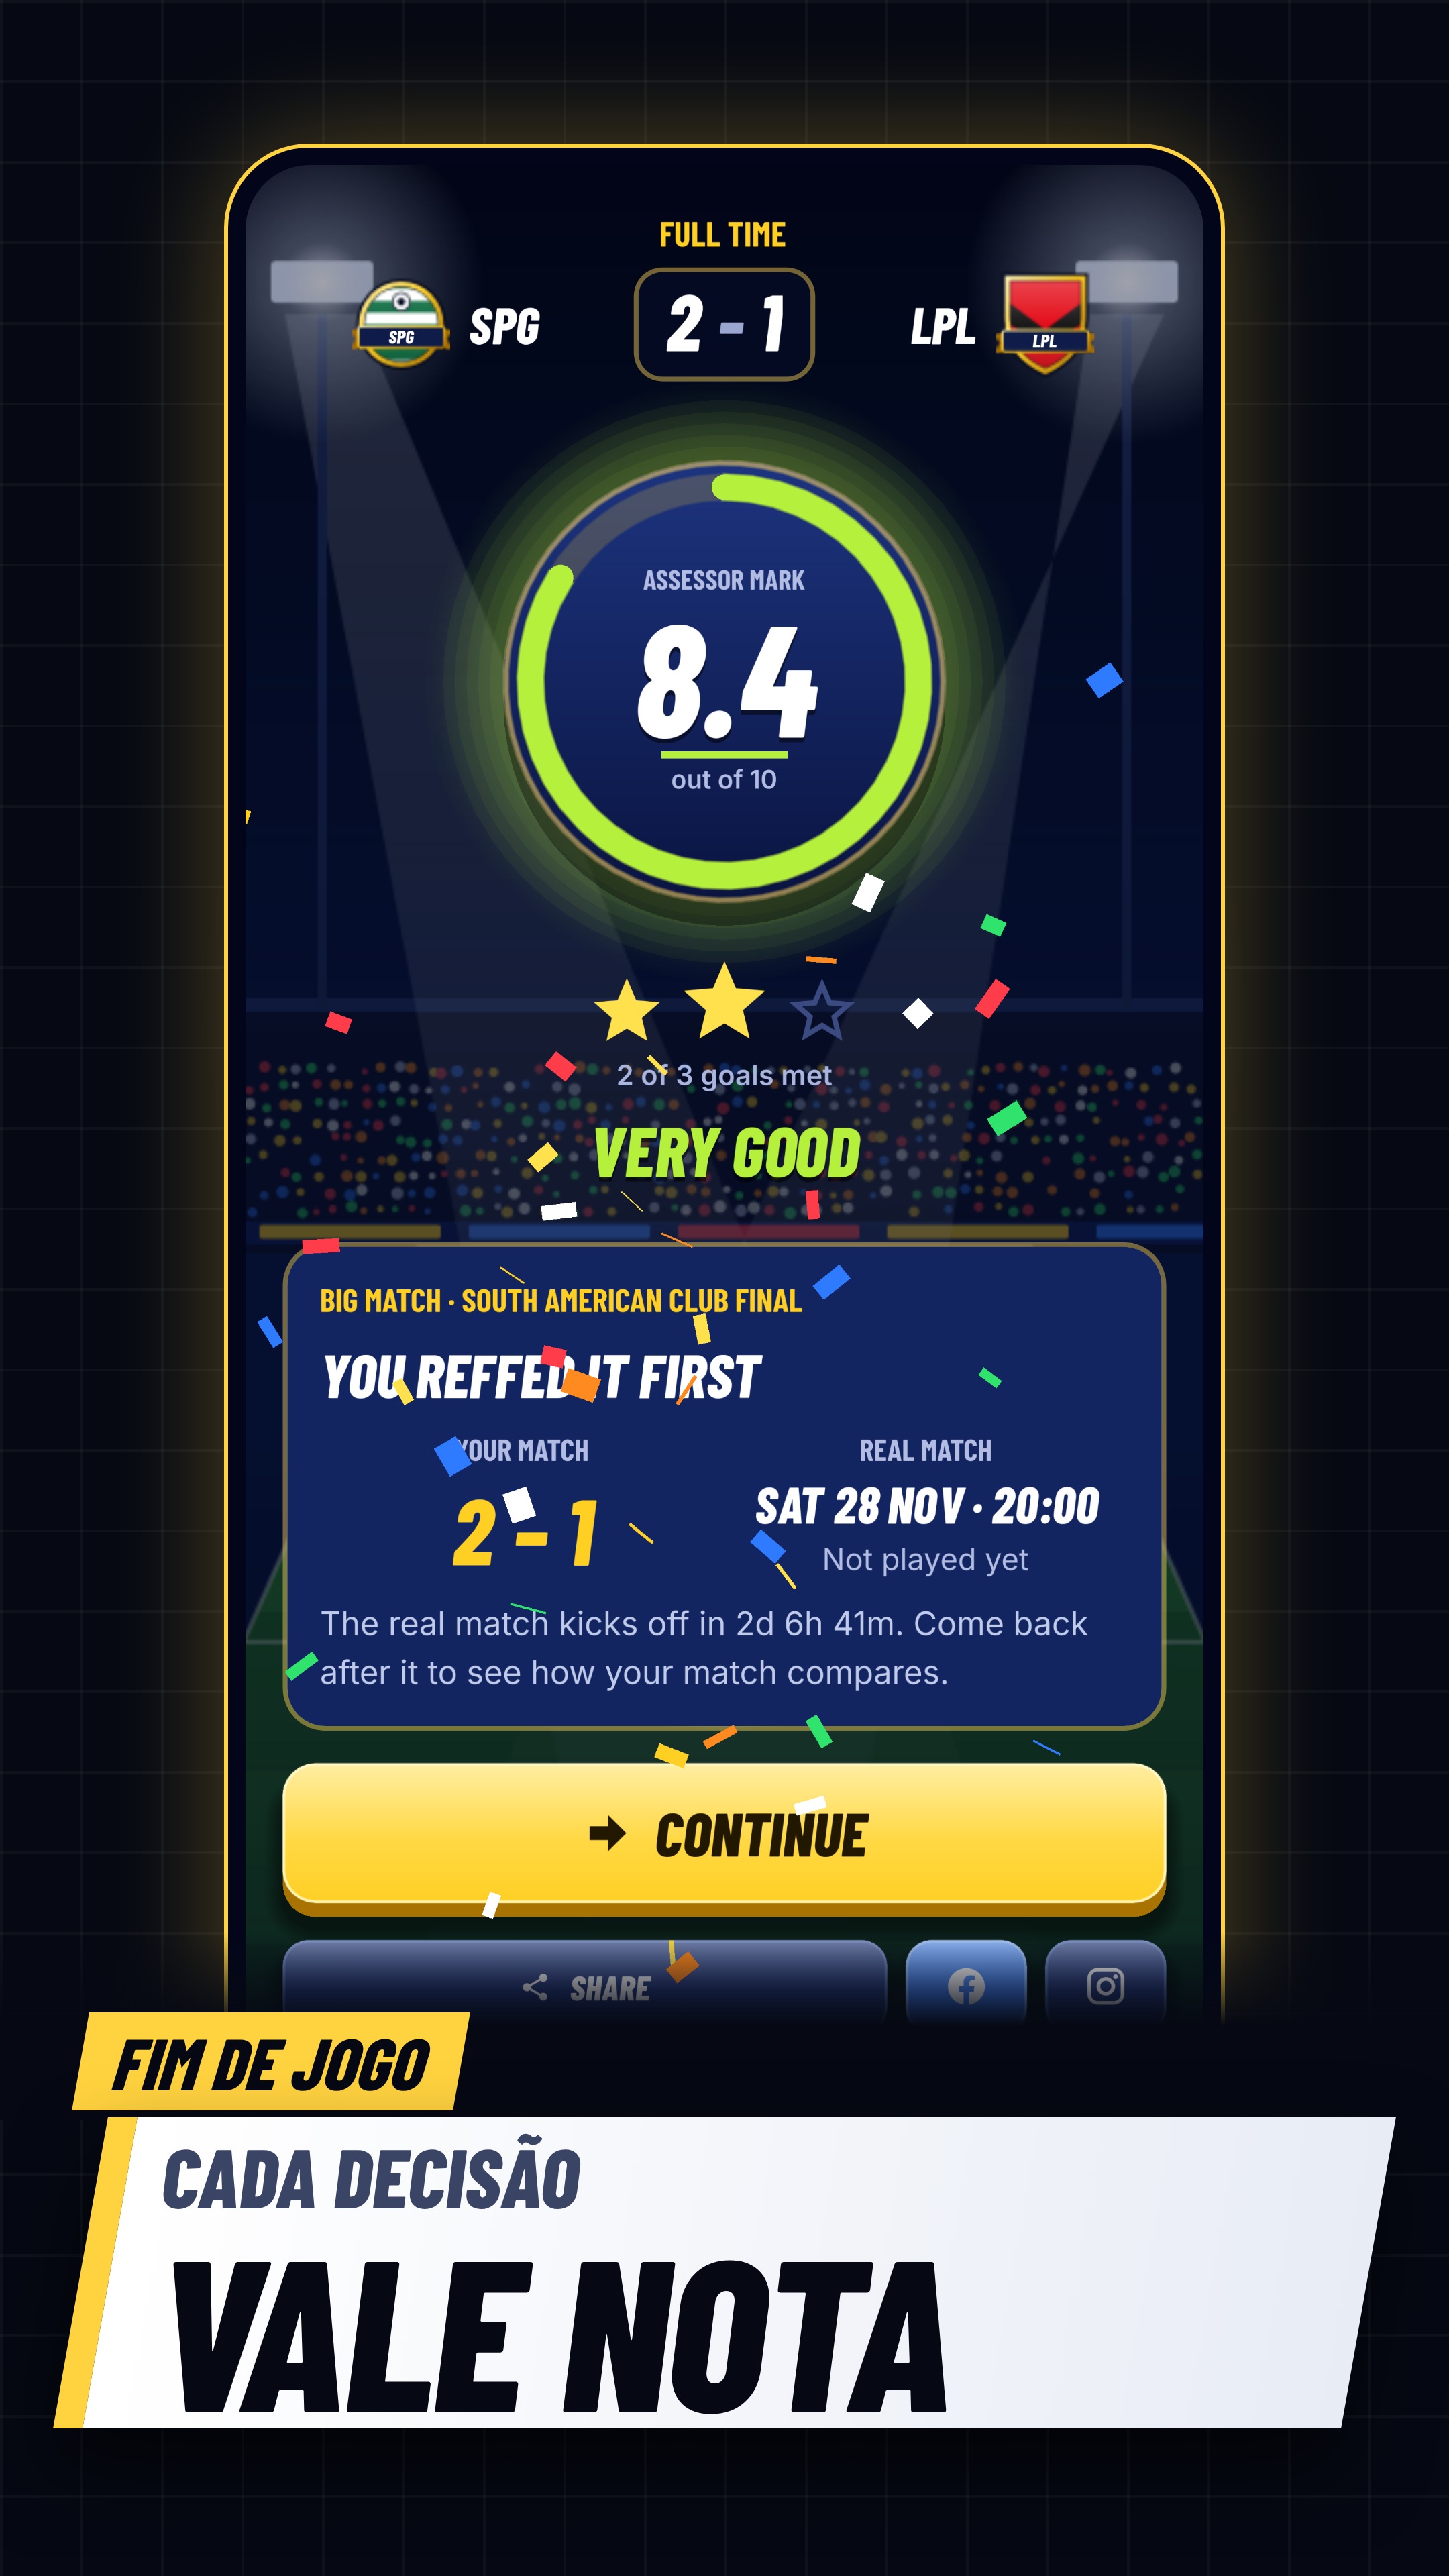 FULL TIME
SPG SPG 2 - 1 LPL LPL
ASSESSOR MARK
8.4
out of 10
2 of 3 goals met
VERY GOOD
BIG MATCH · SOUTH AMERICAN CLUB FINAL
YOU REFFED IT FIRST
YOUR MATCH
2 - 1
REAL MATCH
SAT 28 NOV · 20:00
Not played yet
The real match kicks off in 2d 6h 41m. Come back
after it to see how your match compares.
CONTINUE
SHARE
FIM DE JOGO
CADA DECISÃO
VALE NOTA